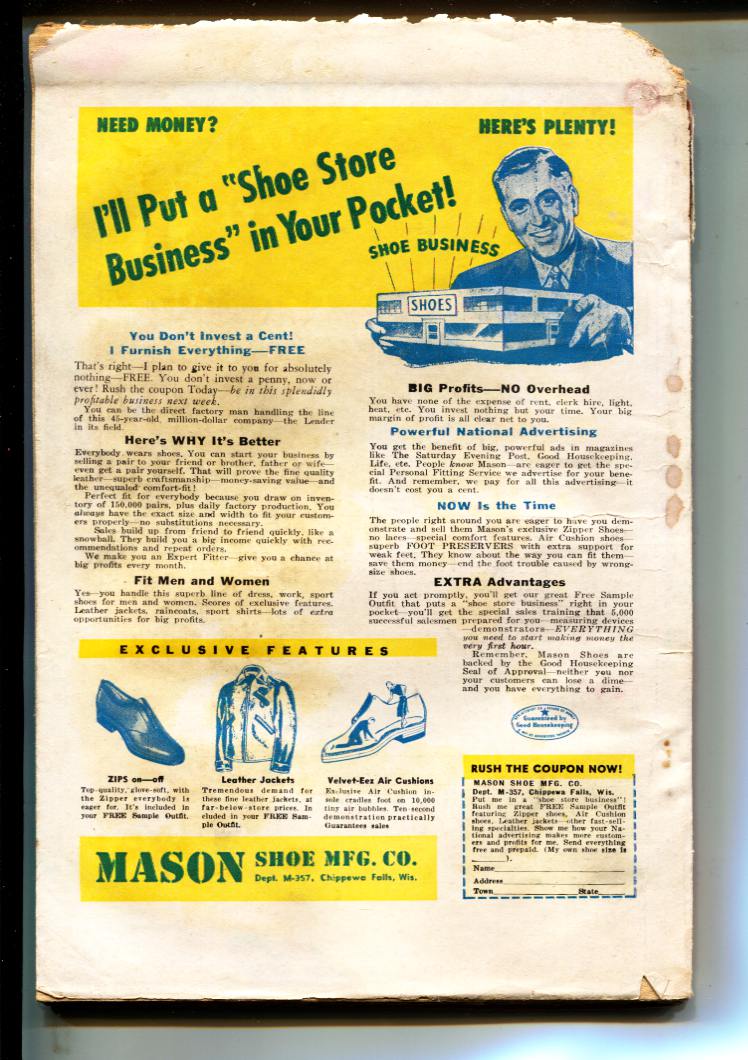 NEED MONEY?
HERE'S PLENTY!
I'll Put a "Shoe Store
Business" in Your Pocket!
SHOE BUSINESS
SHOES
You Don't Invest a Cent!
I Furnish Everything—FREE
That's right—I plan to give it to you for absolutely
nothing—FREE. You don't invest a penny, now or
ever! Rush the coupon Today—be in this splendidly
profitable business next week.
You can be the direct factory man handling the line
of this 45-year-old, million-dollar company—the Leader
in its field.
Here's WHY It's Better
Everybody wears shoes. You can start your business by
selling a pair to your friend or brother, father or wife—
even get a pair yourself. That will prove the fine quality
leather—superb craftsmanship—money-saving value—and
the unequaled comfort-fit!
Perfect fit for everybody because you draw on inven-
tory of 150,000 pairs, plus daily factory production. You
always have the exact size and width to fit your custom-
ers properly—no substitutions necessary.
Sales build up from friend to friend quickly, like a
snowball. They build you a big income quickly with rec-
ommendations and repeat orders.
We make you an Expert Fitter—give you a chance at
big profits every month.
Fit Men and Women
Yes—you handle this superb line of dress, work, sport
shoes for men and women. Scores of exclusive features.
Leather jackets, raincoats, sport shirts—lots of extra
opportunities for big profits.
BIG Profits—NO Overhead
You have none of the expense of rent, clerk hire, light,
heat, etc. You invest nothing but your time. Your big
margin of profit is all clear net to you.
Powerful National Advertising
You get the benefit of big, powerful ads in magazines
like The Saturday Evening Post, Good Housekeeping,
Life, etc. People know Mason—are eager to get the spe-
cial Personal Fitting Service we advertise for your bene-
fit. And remember, we pay for all this advertising—it
doesn't cost you a cent.
NOW Is the Time
The people right around you are eager to have you dem-
onstrate and sell them Mason's exclusive Zipper Shoes—
no laces—special comfort features. Air Cushion shoes—
superb FOOT PRESERVERS with extra support for
weak feet. They know about the way you can fit them—
save them money—end the foot trouble caused by wrong-
size shoes.
EXTRA Advantages
If you act promptly, you'll get our great Free Sample
Outfit that puts a "shoe store business" right in your
pocket—you'll get the special sales training that 5,000
successful salesmen prepared for you—measuring devices
—demonstrators—EVERYTHING
you need to start making money the
very first hour.
Remember, Mason Shoes are
backed by the Good Housekeeping
Seal of Approval—neither you nor
your customers can lose a dime—
and you have everything to gain.
Guaranteed by
Good Housekeeping
EXCLUSIVE FEATURES
ZIPS on—off
Top-quality, glove-soft, with
the Zipper everybody is
eager for. It's included in
your FREE Sample Outfit.
Leather Jackets
Tremendous demand for
these fine leather jackets, at
far-below-store prices. In-
cluded in your FREE Sam-
ple Outfit.
Velvet-Eez Air Cushions
Exclusive Air Cushion in-
sole cradles foot on 10,000
tiny air bubbles. Ten-second
demonstration practically
Guarantees sales
MASON SHOE MFG. CO.
Dept. M-357, Chippewa Falls, Wis.
RUSH THE COUPON NOW!
MASON SHOE MFG. CO.
Dept. M-357, Chippewa Falls, Wis.
Put me in a "shoe store business"!
Rush me great FREE Sample Outfit
featuring Zipper shoes, Air Cushion
shoes, Leather jackets—other fast-sell-
ing specialties. Show me how your Na-
tional advertising makes more custom-
ers and profits for me. Send everything
free and prepaid. (My own shoe size is
).
Name
Address
Town State